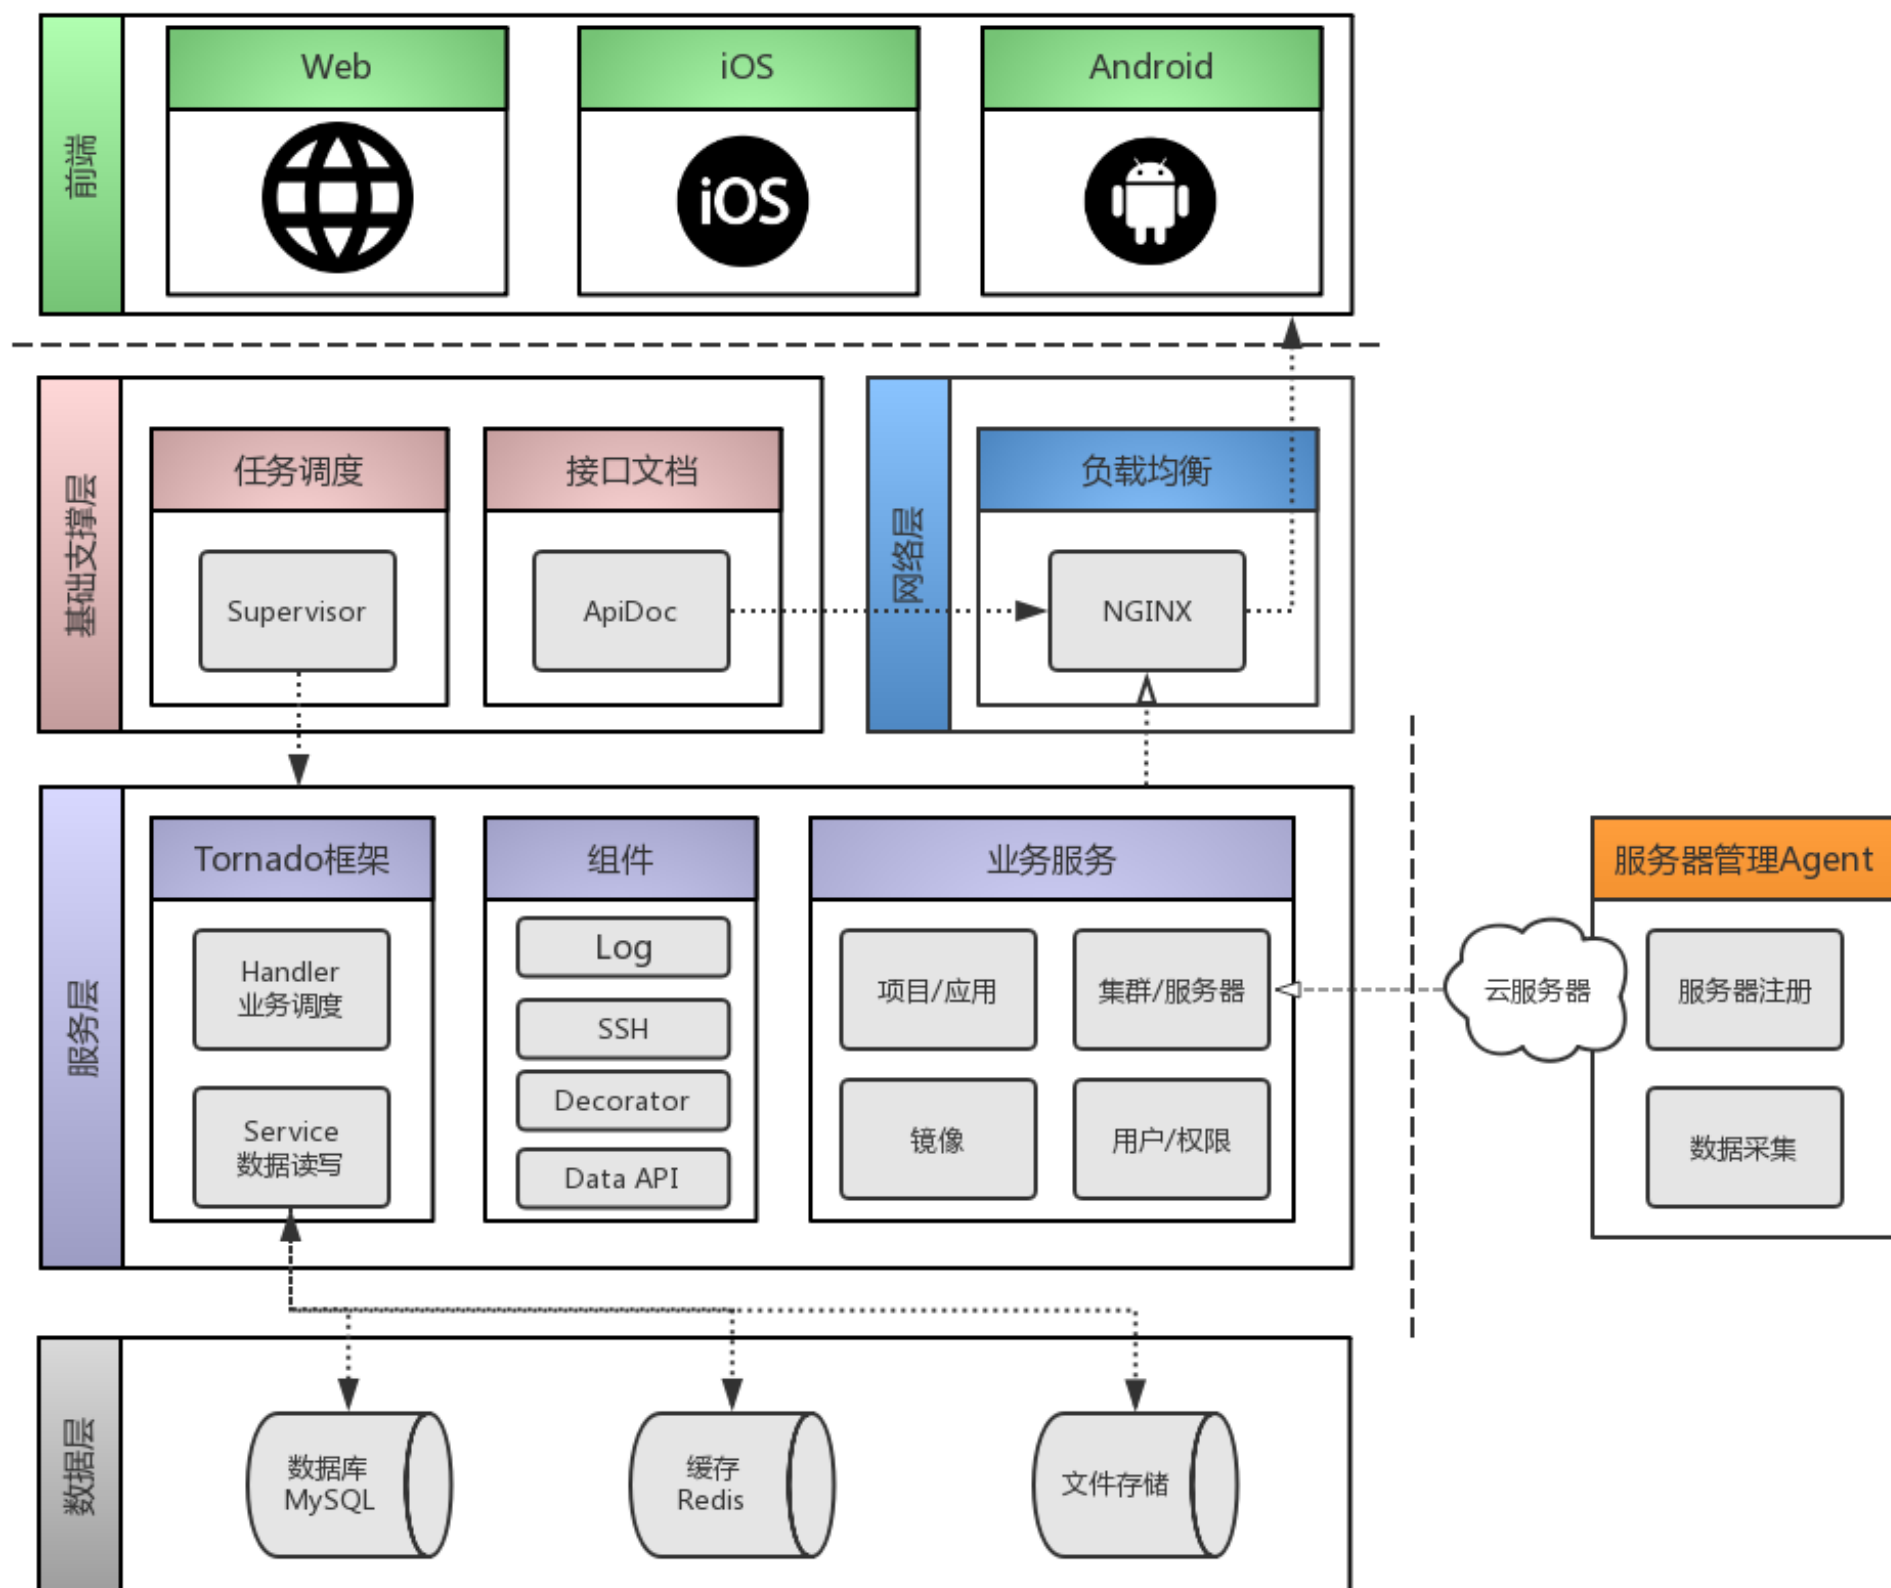 前端
Web
iOS
Android
iOS
基础支撑层
任务调度
接口文档
Supervisor
ApiDoc
网络层
负载均衡
NGINX
服务层
Tornado框架
Handler
业务调度
Service
数据读写
组件
Log
SSH
Decorator
Data API
业务服务
项目/应用
集群/服务器
镜像
用户/权限
云服务器
服务器管理Agent
服务器注册
数据采集
数据层
数据库
MySQL
缓存
Redis
文件存储